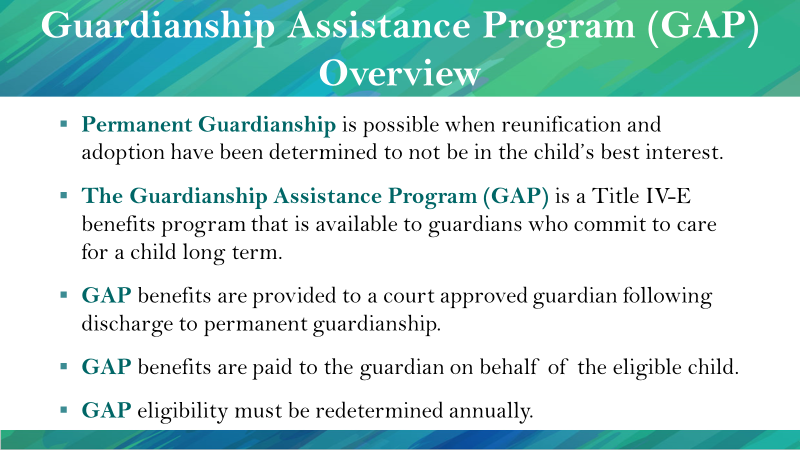 Guardianship Assistance Program (GAP)
Overview
▪ Permanent Guardianship is possible when reunification and
adoption have been determined to not be in the child’s best interest.
▪ The Guardianship Assistance Program (GAP) is a Title IV-E
benefits program that is available to guardians who commit to care
for a child long term.
▪ GAP benefits are provided to a court approved guardian following
discharge to permanent guardianship.
▪ GAP benefits are paid to the guardian on behalf of the eligible child.
▪ GAP eligibility must be redetermined annually.